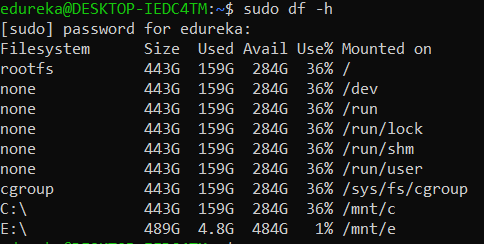 edureka@DESKTOP-IEDC4TM:~$ sudo df -h
[sudo] password for edureka:
Filesystem      Size  Used Avail Use% Mounted on
rootfs          443G  159G  284G  36% /
none            443G  159G  284G  36% /dev
none            443G  159G  284G  36% /run
none            443G  159G  284G  36% /run/lock
none            443G  159G  284G  36% /run/shm
none            443G  159G  284G  36% /run/user
cgroup          443G  159G  284G  36% /sys/fs/cgroup
C:\             443G  159G  284G  36% /mnt/c
E:\             489G  4.8G  484G   1% /mnt/e